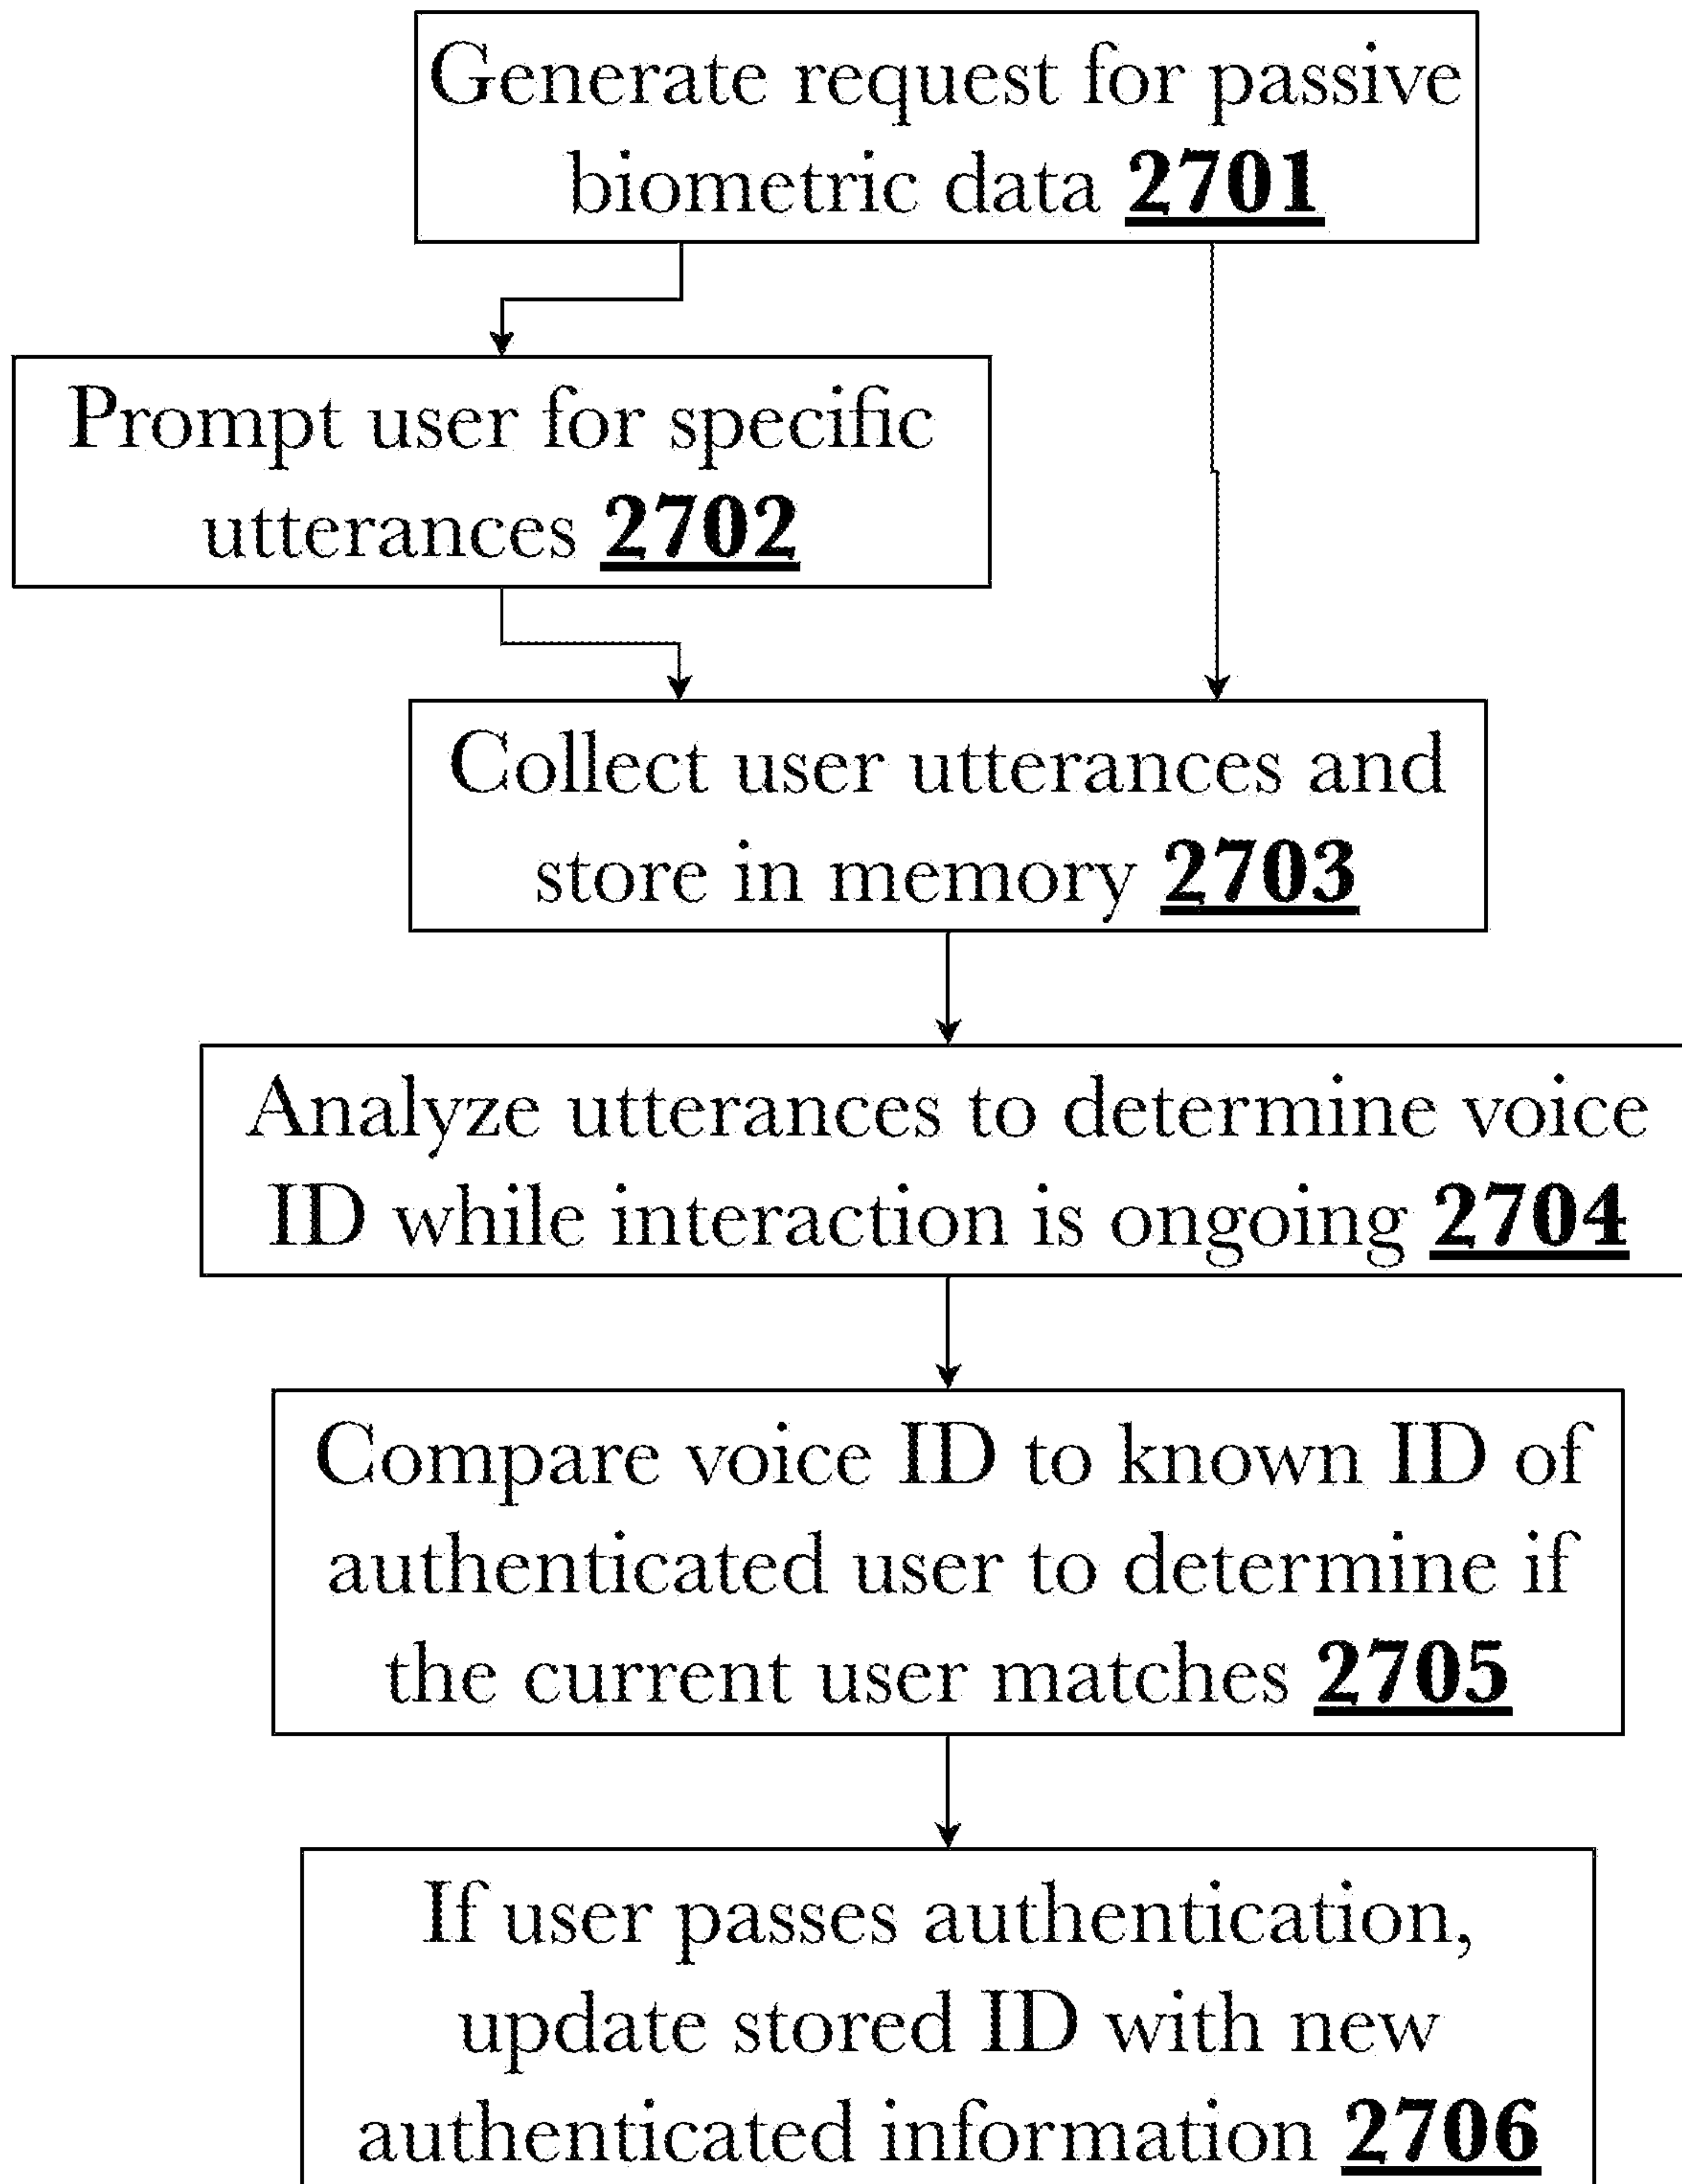 Generate request for passive
biometric data 2701
Prompt user for specific
utterances 2702
Collect user utterances and
store in memory 2703
Analyze utterances to determine voice
ID while interaction is ongoing 2704
Compare voice ID to known ID of
authenticated user to determine if
the current user matches 2705
If user passes authentication,
update stored ID with new
authenticated information 2706